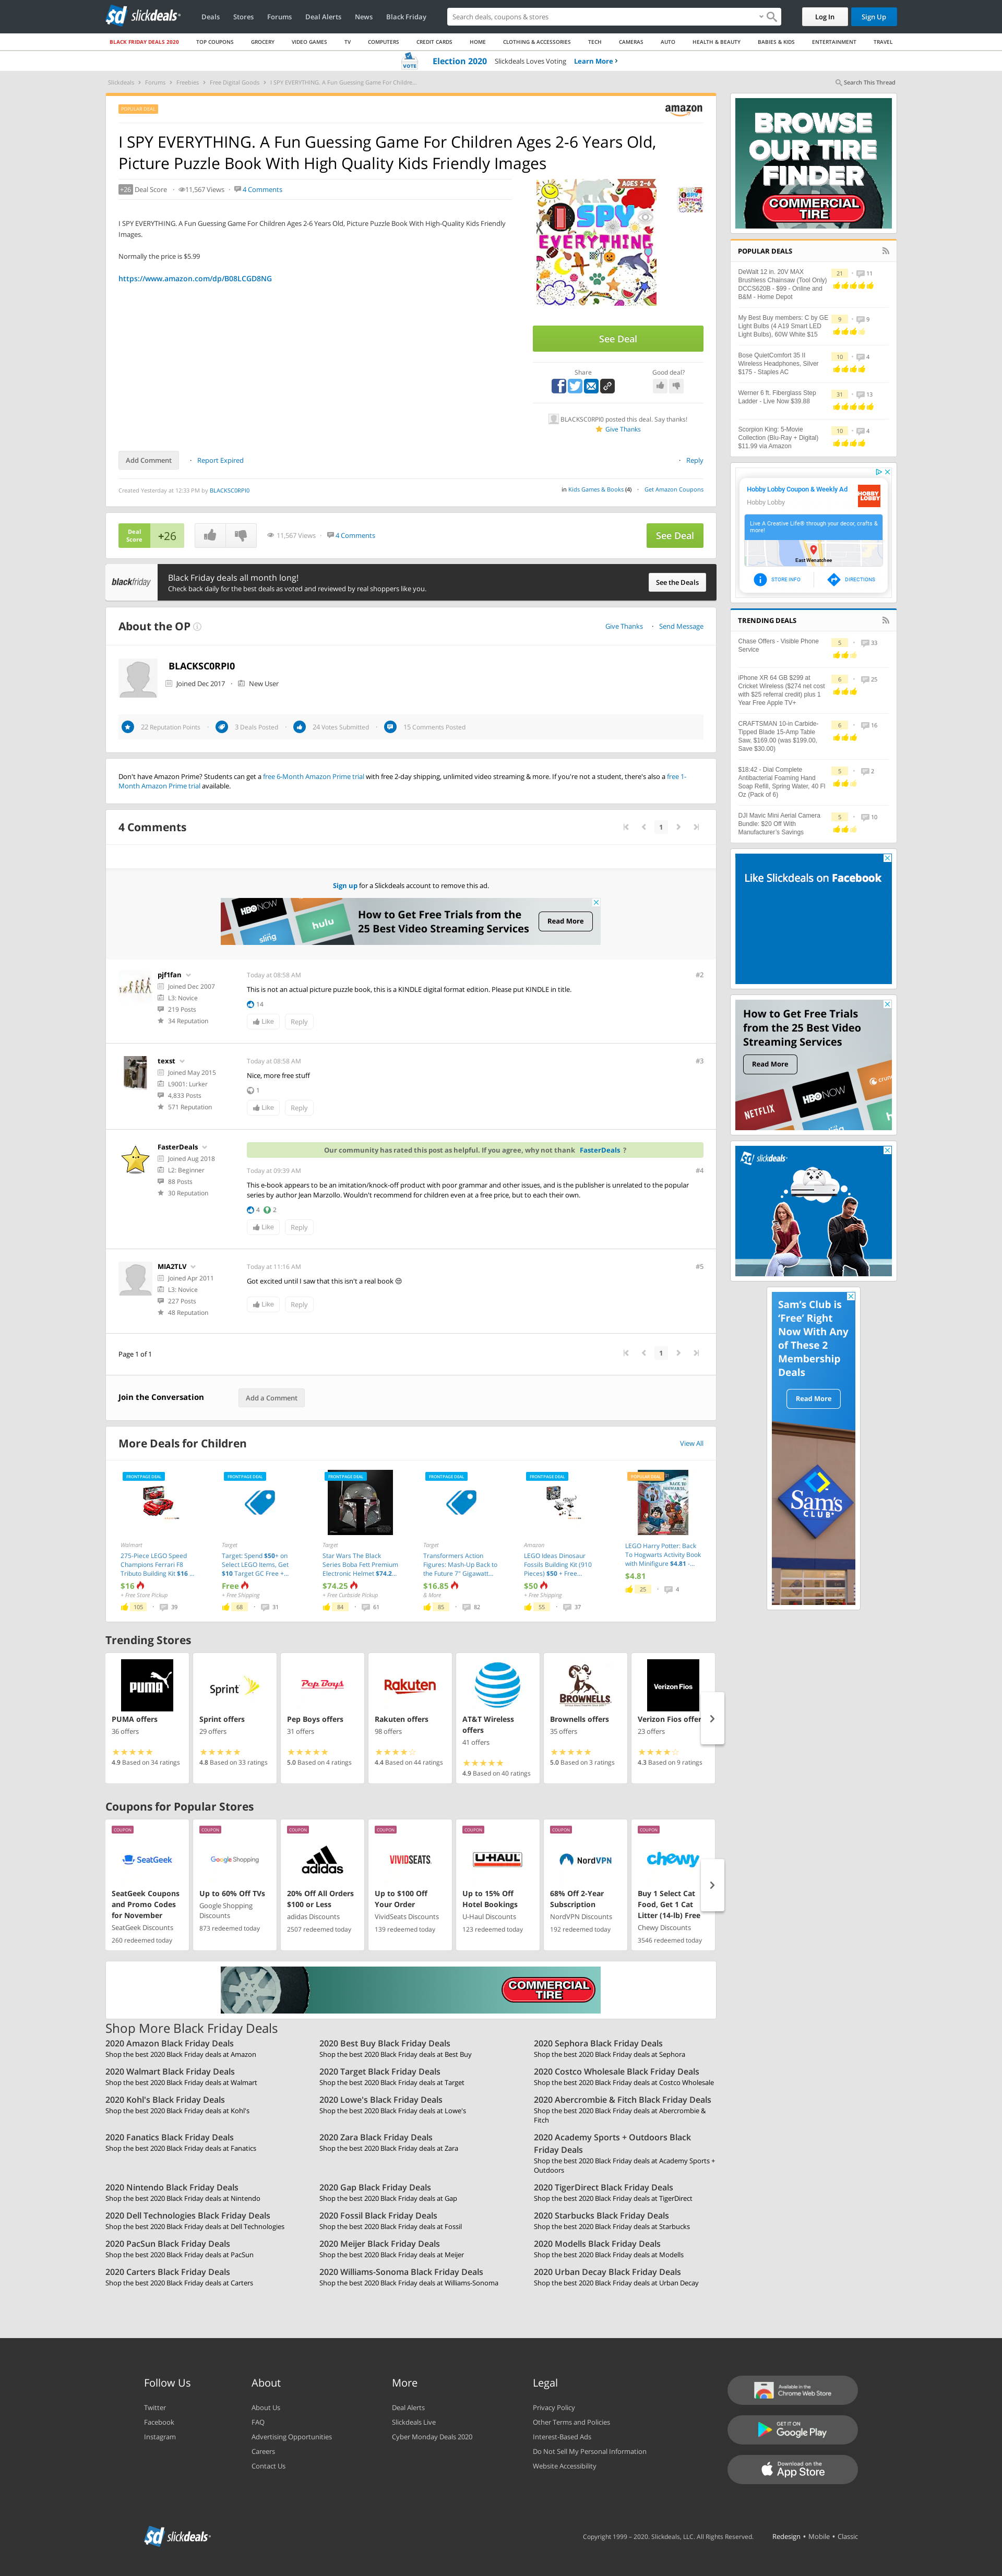 slickdeals
Deals Stores Forums Deal Alerts News Black Friday
Search deals, coupons & stores
Log In Sign Up
BLACK FRIDAY DEALS 2020 TOP COUPONS GROCERY VIDEO GAMES TV COMPUTERS CREDIT CARDS HOME CLOTHING & ACCESSORIES TECH CAMERAS AUTO HEALTH & BEAUTY BABIES & KIDS ENTERTAINMENT TRAVEL
VOTE Election 2020 Slickdeals Loves Voting Learn More
Slickdeals Forums Freebies Free Digital Goods I SPY EVERYTHING. A Fun Guessing Game For Childre...
Search This Thread
POPULAR DEAL
amazon
I SPY EVERYTHING. A Fun Guessing Game For Children Ages 2-6 Years Old,
Picture Puzzle Book With High Quality Kids Friendly Images
+26 Deal Score 11,567 Views 4 Comments
I SPY EVERYTHING. A Fun Guessing Game For Children Ages 2-6 Years Old, Picture Puzzle Book With High-Quality Kids Friendly
Images.
Normally the price is $5.99
https://www.amazon.com/dp/B08LCGD8NG
AGES 2-6
I SPY
EVERYTHING
See Deal
Share Good deal?
BLACKSC0RPI0 posted this deal. Say thanks!
Give Thanks
Add Comment Report Expired Reply
Created Yesterday at 12:33 PM by BLACKSC0RPI0
in Kids Games & Books (4) Get Amazon Coupons
Deal
Score +26
11,567 Views 4 Comments
See Deal
blackfriday
Black Friday deals all month long!
Check back daily for the best deals as voted and reviewed by real shoppers like you.
See the Deals
About the OP
Give Thanks Send Message
BLACKSC0RPI0
Joined Dec 2017 New User
22 Reputation Points 3 Deals Posted 24 Votes Submitted 15 Comments Posted
Don't have Amazon Prime? Students can get a free 6-Month Amazon Prime trial with free 2-day shipping, unlimited video streaming & more. If you're not a student, there's also a free 1-
Month Amazon Prime trial available.
4 Comments
1
Sign up for a Slickdeals account to remove this ad.
HBO NOW
sling
hulu
How to Get Free Trials from the
25 Best Video Streaming Services
Read More
pjf1fan
Joined Dec 2007
L3: Novice
219 Posts
34 Reputation
Today at 08:58 AM #2
This is not an actual picture puzzle book, this is a KINDLE digital format edition. Please put KINDLE in title.
14
Like Reply
texst
Joined May 2015
L9001: Lurker
4,833 Posts
571 Reputation
Today at 08:58 AM #3
Nice, more free stuff
1
Like Reply
FasterDeals
Joined Aug 2018
L2: Beginner
88 Posts
30 Reputation
Our community has rated this post as helpful. If you agree, why not thank FasterDeals ?
Today at 09:39 AM #4
This e-book appears to be an imitation/knock-off product with poor grammar and other issues, and is the publisher is unrelated to the popular
series by author Jean Marzollo. Wouldn't recommend for children even at a free price, but to each their own.
4 2
Like Reply
MIA2TLV
Joined Apr 2011
L3: Novice
227 Posts
48 Reputation
Today at 11:16 AM #5
Got excited until I saw that this isn't a real book 😒
Like Reply
Page 1 of 1
1
Join the Conversation Add a Comment
More Deals for Children
View All
FRONTPAGE DEAL
Walmart
275-Piece LEGO Speed
Champions Ferrari F8
Tributo Building Kit $16 ...
$16
+ Free Store Pickup
105 39
FRONTPAGE DEAL
Target
Target: Spend $50+ on
Select LEGO Items, Get
$10 Target GC Free +...
Free
+ Free Shipping
68 31
FRONTPAGE DEAL
Target
Star Wars The Black
Series Boba Fett Premium
Electronic Helmet $74.2...
$74.25
+ Free Curbside Pickup
84 61
FRONTPAGE DEAL
Target
Transformers Action
Figures: Mash-Up Back to
the Future 7" Gigawatt...
$16.85
& More
85 82
FRONTPAGE DEAL
Amazon
LEGO Ideas Dinosaur
Fossils Building Kit (910
Pieces) $50 + Free...
$50
+ Free Shipping
55 37
POPULAR DEAL
LEGO Harry Potter: Back
To Hogwarts Activity Book
with Minifigure $4.81 -...
$4.81
25 4
Trending Stores
PUMA
PUMA offers
36 offers
4.9 Based on 34 ratings
Sprint
Sprint offers
29 offers
4.8 Based on 33 ratings
Pep Boys
Pep Boys offers
31 offers
5.0 Based on 4 ratings
Rakuten
Rakuten offers
98 offers
4.4 Based on 44 ratings
AT&T Wireless
offers
41 offers
4.9 Based on 40 ratings
BROWNELLS
Brownells offers
35 offers
5.0 Based on 3 ratings
Verizon Fios
Verizon Fios offer
23 offers
4.3 Based on 9 ratings
Coupons for Popular Stores
COUPON
SeatGeek
SeatGeek Coupons
and Promo Codes
for November
SeatGeek Discounts
260 redeemed today
COUPON
Google Shopping
Up to 60% Off TVs
Google Shopping
Discounts
873 redeemed today
COUPON
adidas
20% Off All Orders
$100 or Less
adidas Discounts
2507 redeemed today
COUPON
VIVIDSEATS
Up to $100 Off
Your Order
VividSeats Discounts
139 redeemed today
COUPON
U-HAUL
Up to 15% Off
Hotel Bookings
U-Haul Discounts
123 redeemed today
COUPON
NordVPN
68% Off 2-Year
Subscription
NordVPN Discounts
192 redeemed today
COUPON
chewy
Buy 1 Select Cat
Food, Get 1 Cat
Litter (14-lb) Free
Chewy Discounts
3546 redeemed today
COMMERCIAL
TIRE
Shop More Black Friday Deals
2020 Amazon Black Friday Deals
Shop the best 2020 Black Friday deals at Amazon
2020 Best Buy Black Friday Deals
Shop the best 2020 Black Friday deals at Best Buy
2020 Sephora Black Friday Deals
Shop the best 2020 Black Friday deals at Sephora
2020 Walmart Black Friday Deals
Shop the best 2020 Black Friday deals at Walmart
2020 Target Black Friday Deals
Shop the best 2020 Black Friday deals at Target
2020 Costco Wholesale Black Friday Deals
Shop the best 2020 Black Friday deals at Costco Wholesale
2020 Kohl's Black Friday Deals
Shop the best 2020 Black Friday deals at Kohl's
2020 Lowe's Black Friday Deals
Shop the best 2020 Black Friday deals at Lowe's
2020 Abercrombie & Fitch Black Friday Deals
Shop the best 2020 Black Friday deals at Abercrombie &
Fitch
2020 Fanatics Black Friday Deals
Shop the best 2020 Black Friday deals at Fanatics
2020 Zara Black Friday Deals
Shop the best 2020 Black Friday deals at Zara
2020 Academy Sports + Outdoors Black
Friday Deals
Shop the best 2020 Black Friday deals at Academy Sports +
Outdoors
2020 Nintendo Black Friday Deals
Shop the best 2020 Black Friday deals at Nintendo
2020 Gap Black Friday Deals
Shop the best 2020 Black Friday deals at Gap
2020 TigerDirect Black Friday Deals
Shop the best 2020 Black Friday deals at TigerDirect
2020 Dell Technologies Black Friday Deals
Shop the best 2020 Black Friday deals at Dell Technologies
2020 Fossil Black Friday Deals
Shop the best 2020 Black Friday deals at Fossil
2020 Starbucks Black Friday Deals
Shop the best 2020 Black Friday deals at Starbucks
2020 PacSun Black Friday Deals
Shop the best 2020 Black Friday deals at PacSun
2020 Meijer Black Friday Deals
Shop the best 2020 Black Friday deals at Meijer
2020 Modells Black Friday Deals
Shop the best 2020 Black Friday deals at Modells
2020 Carters Black Friday Deals
Shop the best 2020 Black Friday deals at Carters
2020 Williams-Sonoma Black Friday Deals
Shop the best 2020 Black Friday deals at Williams-Sonoma
2020 Urban Decay Black Friday Deals
Shop the best 2020 Black Friday deals at Urban Decay
BROWSE
OUR TIRE
FINDER
COMMERCIAL
TIRE
POPULAR DEALS
DeWalt 12 in. 20V MAX
Brushless Chainsaw (Tool Only)
DCCS620B - $99 - Online and
B&M - Home Depot
21 11
My Best Buy members: C by GE
Light Bulbs (4 A19 Smart LED
Light Bulbs), 60W White $15
9 9
Bose QuietComfort 35 II
Wireless Headphones, Silver
$175 - Staples AC
10 4
Werner 6 ft. Fiberglass Step
Ladder - Live Now $39.88
31 13
Scorpion King: 5-Movie
Collection (Blu-Ray + Digital)
$11.99 via Amazon
10 4
Hobby Lobby Coupon & Weekly Ad
Hobby Lobby
HOBBY
LOBBY
Live A Creative Life® through your decor, crafts &
more!
East Wenatchee
STORE INFO DIRECTIONS
TRENDING DEALS
Chase Offers - Visible Phone
Service
5 33
iPhone XR 64 GB $299 at
Cricket Wireless ($274 net cost
with $25 referral credit) plus 1
Year Free Apple TV+
6 25
CRAFTSMAN 10-in Carbide-
Tipped Blade 15-Amp Table
Saw, $169.00 (was $199.00,
Save $30.00)
6 16
$18:42 - Dial Complete
Antibacterial Foaming Hand
Soap Refill, Spring Water, 40 Fl
Oz (Pack of 6)
5 2
DJI Mavic Mini Aerial Camera
Bundle: $20 Off With
Manufacturer's Savings
5 10
Like Slickdeals on Facebook
How to Get Free Trials
from the 25 Best Video
Streaming Services
Read More
NETFLIX
HBO NOW
sling
slickdeals
Sam's Club is
'Free' Right
Now With Any
of These 2
Membership
Deals
Read More
Sam's
CLUB
Follow Us
Twitter
Facebook
Instagram
About
About Us
FAQ
Advertising Opportunities
Careers
Contact Us
More
Deal Alerts
Slickdeals Live
Cyber Monday Deals 2020
Legal
Privacy Policy
Other Terms and Policies
Interest-Based Ads
Do Not Sell My Personal Information
Website Accessibility
Available in the
Chrome Web Store
GET IT ON
Google Play
Download on the
App Store
slickdeals
Copyright 1999 – 2020. Slickdeals, LLC. All Rights Reserved. Redesign • Mobile • Classic